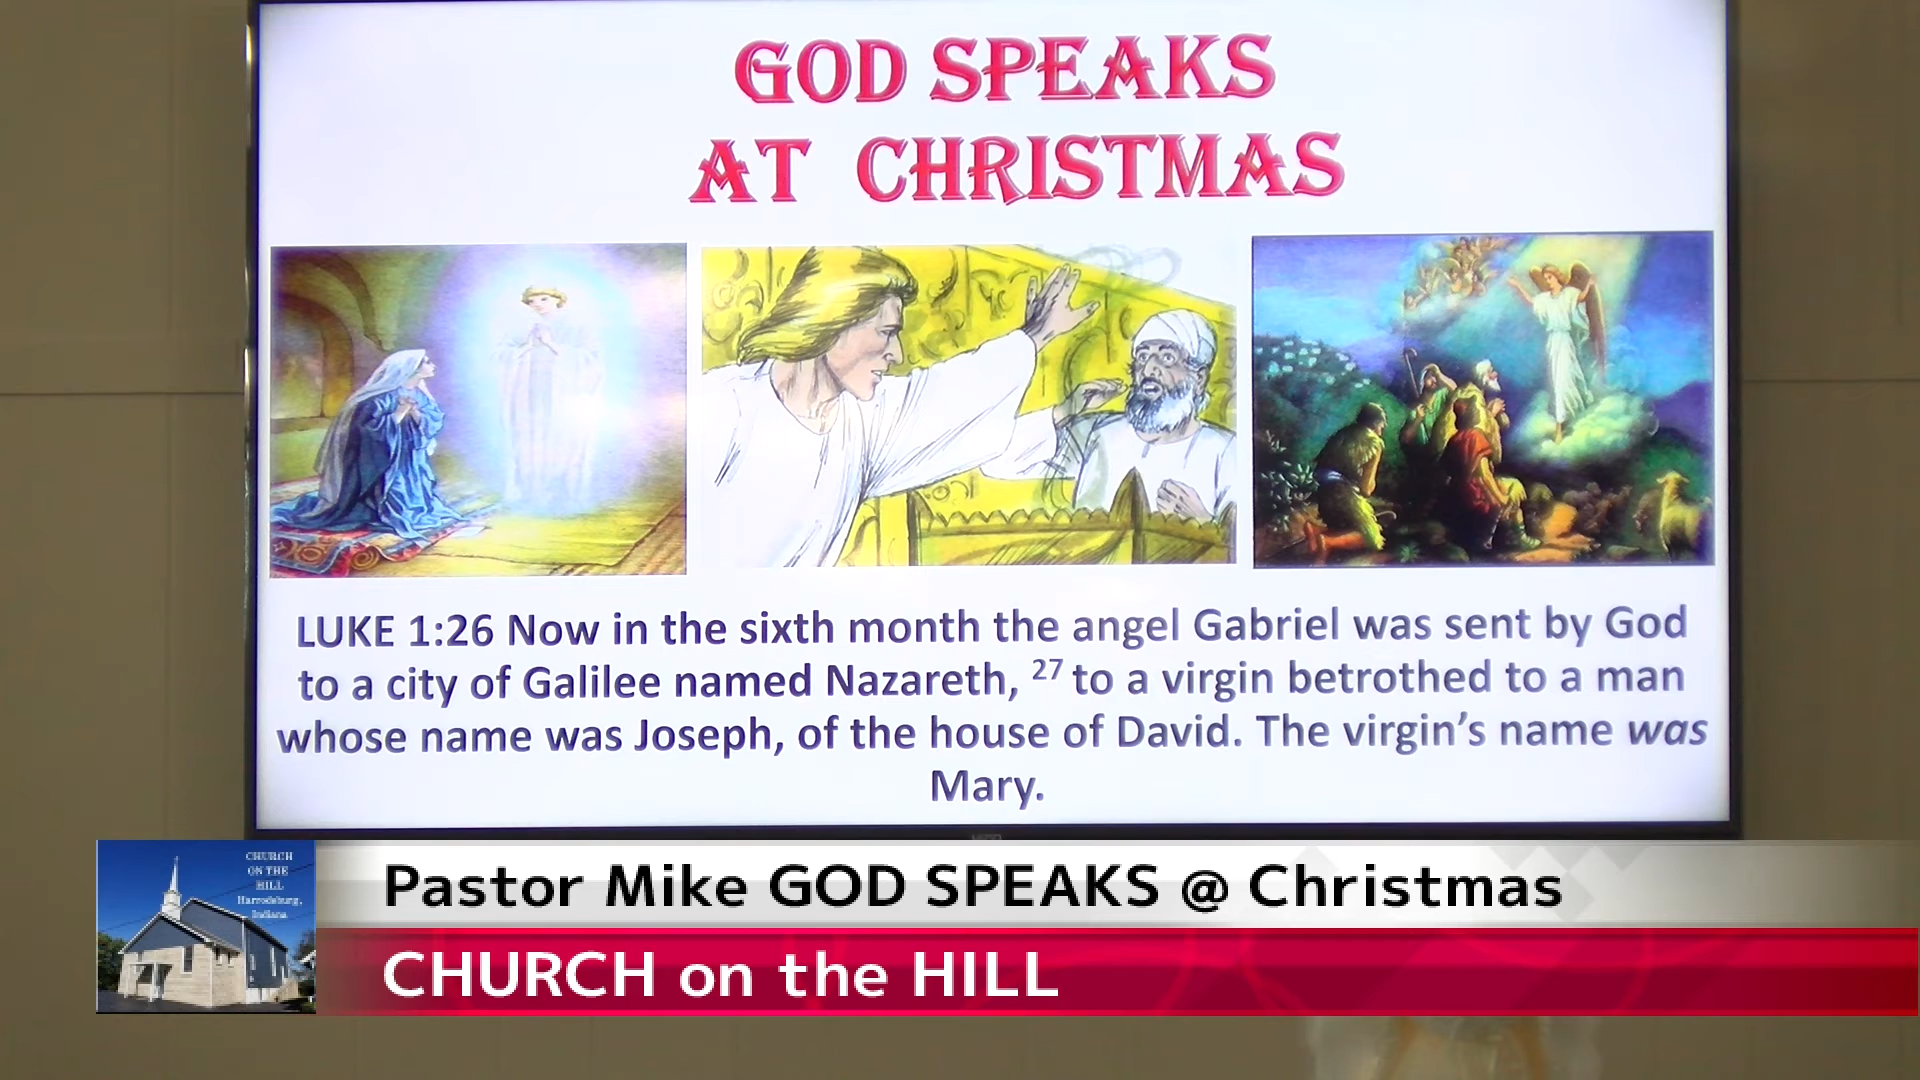 GOD SPEAKS
AT CHRISTMAS
LUKE 1:26 Now in the sixth month the angel Gabriel was sent by God
to a city of Galilee named Nazareth, 27 to a virgin betrothed to a man
whose name was Joseph, of the house of David. The virgin's name was
Mary.
CHURCH
ON THE
HILL
Harrodsburg,
Indiana
Pastor Mike GOD SPEAKS @ Christmas
CHURCH on the HILL